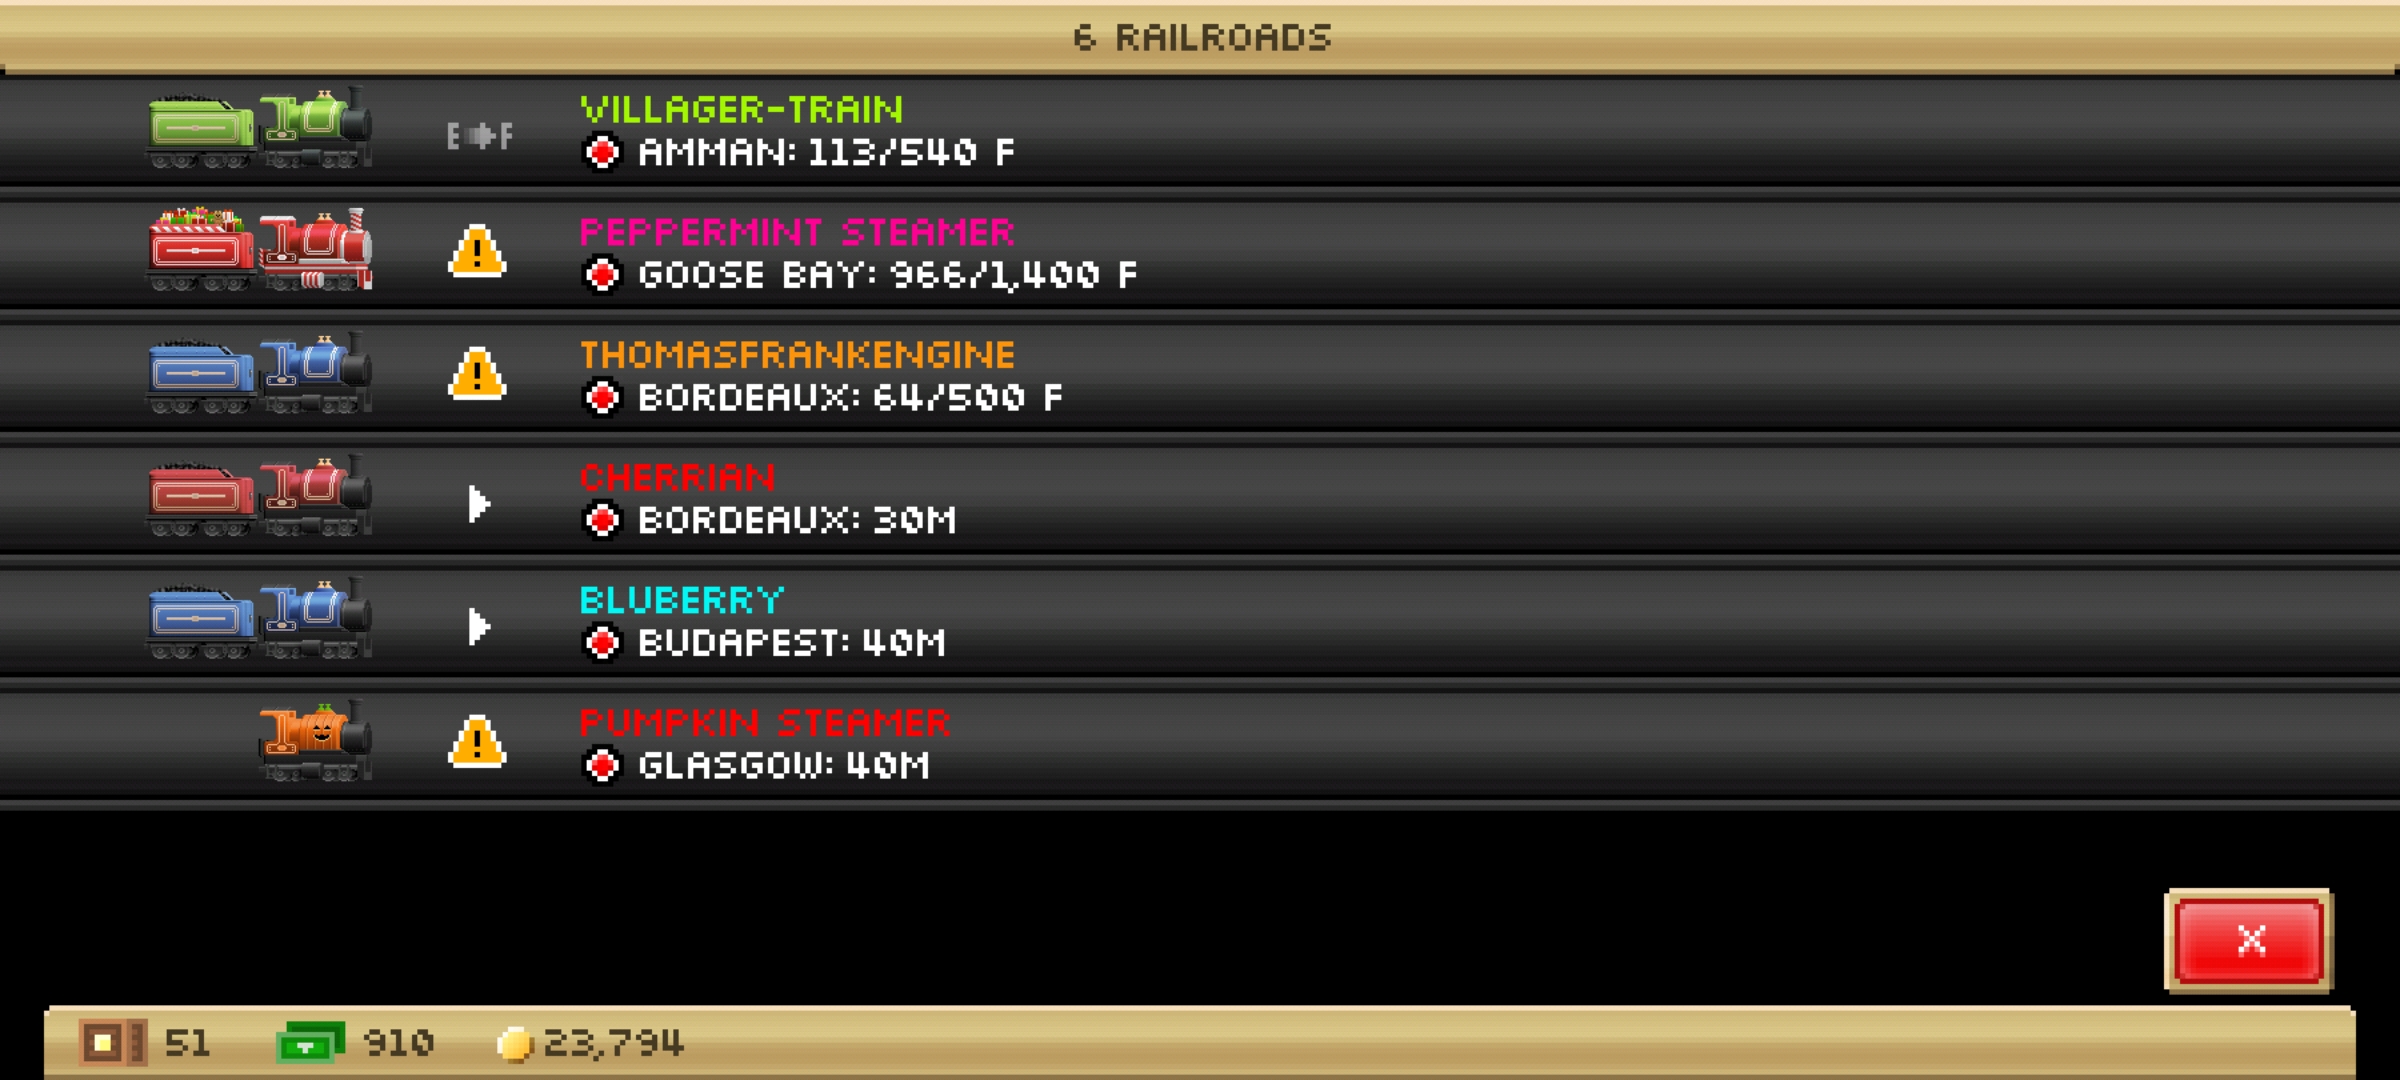 6 RAILROADS
VILLAGER-TRAIN
E F
AMMAN: 113/540 F
PEPPERMINT STEAMER
GOOSE BAY: 966/1,400 F
THOMASFRANKENGINE
BORDEAUX: 64/500 F
CHERRIAN
BORDEAUX: 30M
BLUBERRY
BUDAPEST: 40M
PUMPKIN STEAMER
GLASGOW: 40M
X
51 910 23,794